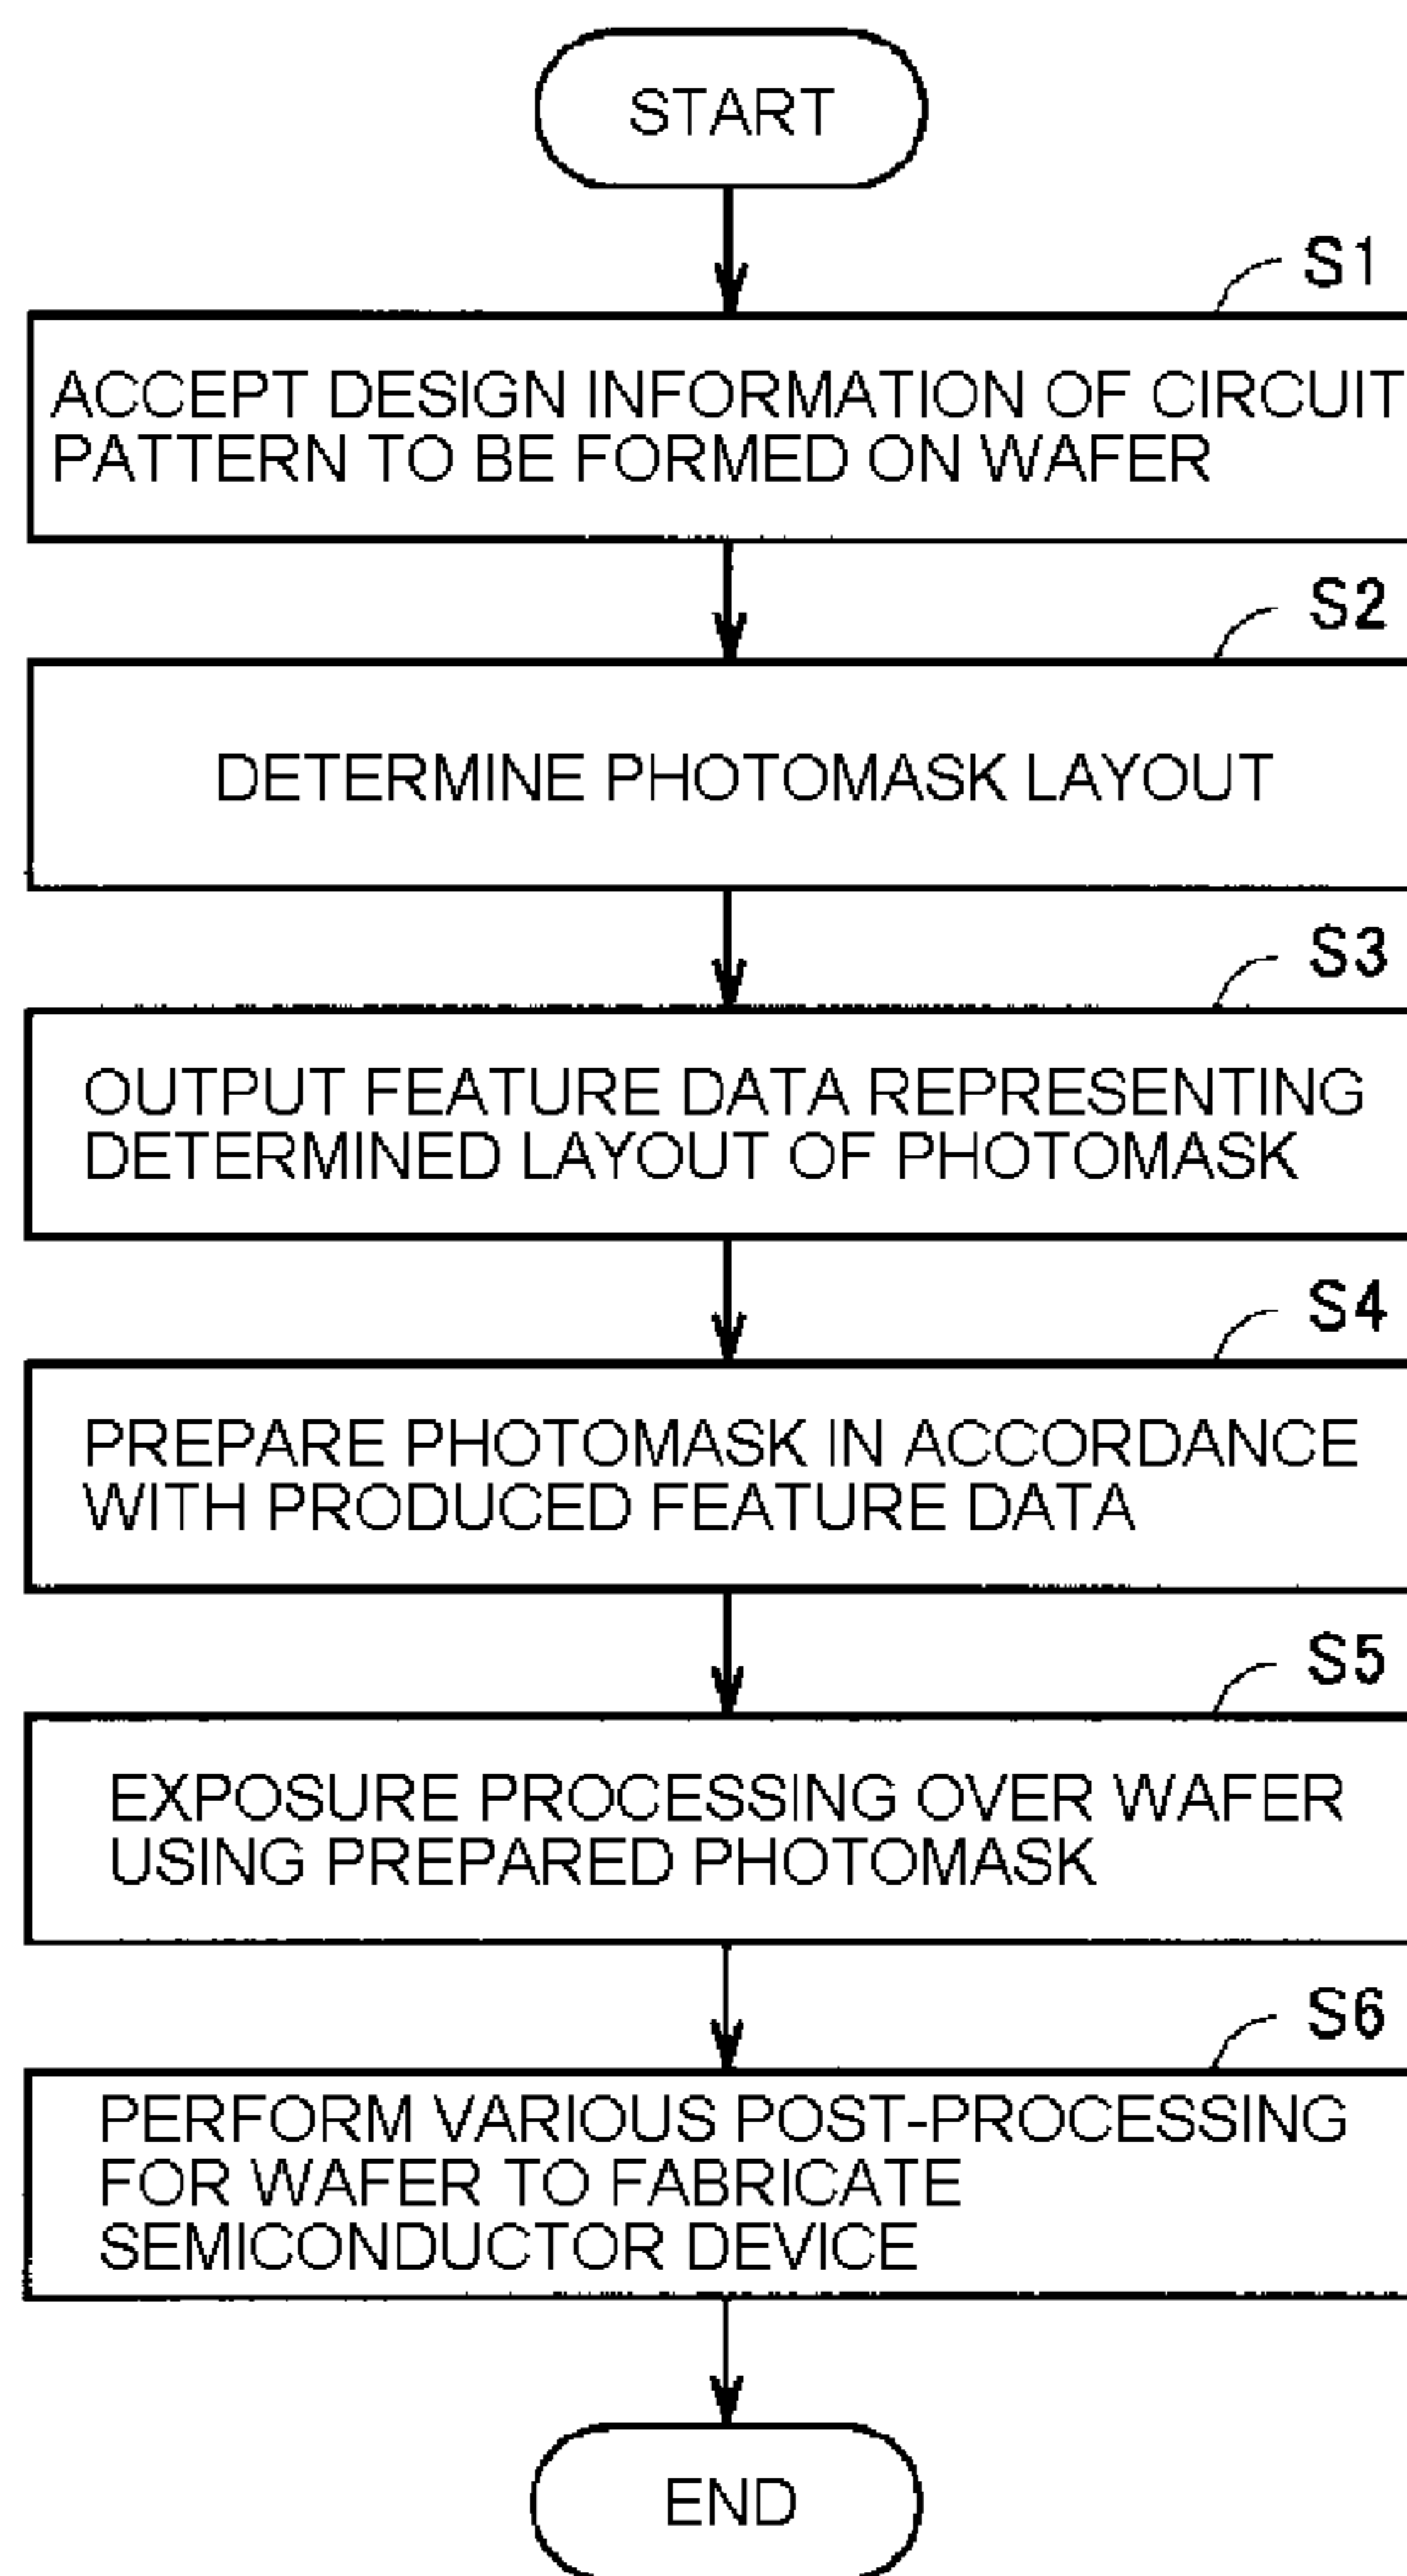 START
S1
ACCEPT DESIGN INFORMATION OF CIRCUIT
PATTERN TO BE FORMED ON WAFER
S2
DETERMINE PHOTOMASK LAYOUT
S3
OUTPUT FEATURE DATA REPRESENTING
DETERMINED LAYOUT OF PHOTOMASK
S4
PREPARE PHOTOMASK IN ACCORDANCE
WITH PRODUCED FEATURE DATA
S5
EXPOSURE PROCESSING OVER WAFER
USING PREPARED PHOTOMASK
S6
PERFORM VARIOUS POST-PROCESSING
FOR WAFER TO FABRICATE
SEMICONDUCTOR DEVICE
END